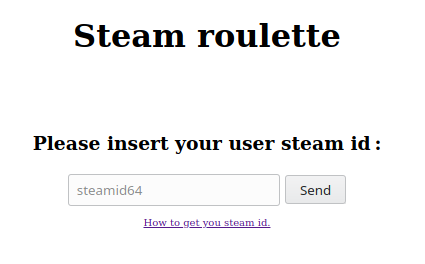 Steam roulette
Please insert your user steam id :
steamid64 Send
How to get you steam id.